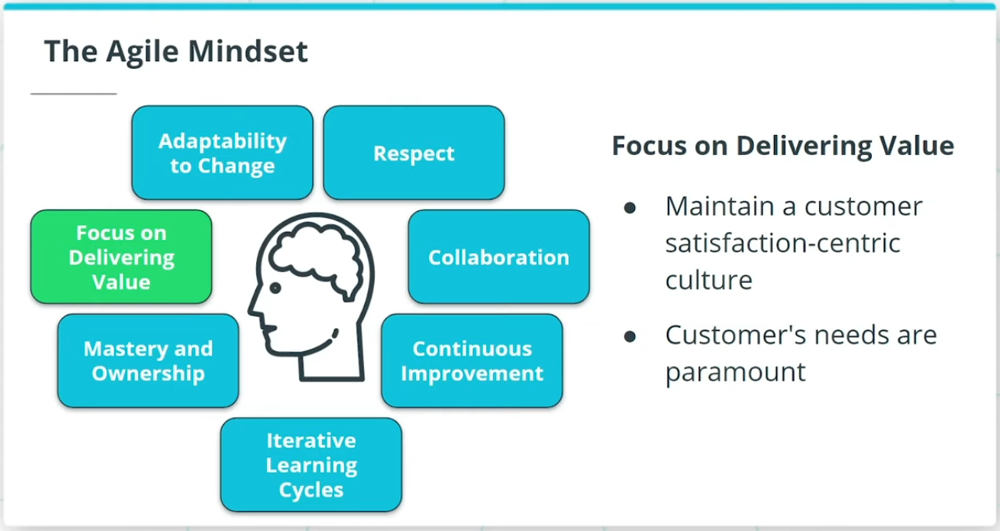 The Agile Mindset
Adaptability
to Change
Respect
Focus on
Delivering
Value
Collaboration
Mastery and
Ownership
Continuous
Improvement
Iterative
Learning
Cycles
Focus on Delivering Value
● Maintain a customer
satisfaction-centric
culture
● Customer's needs are
paramount